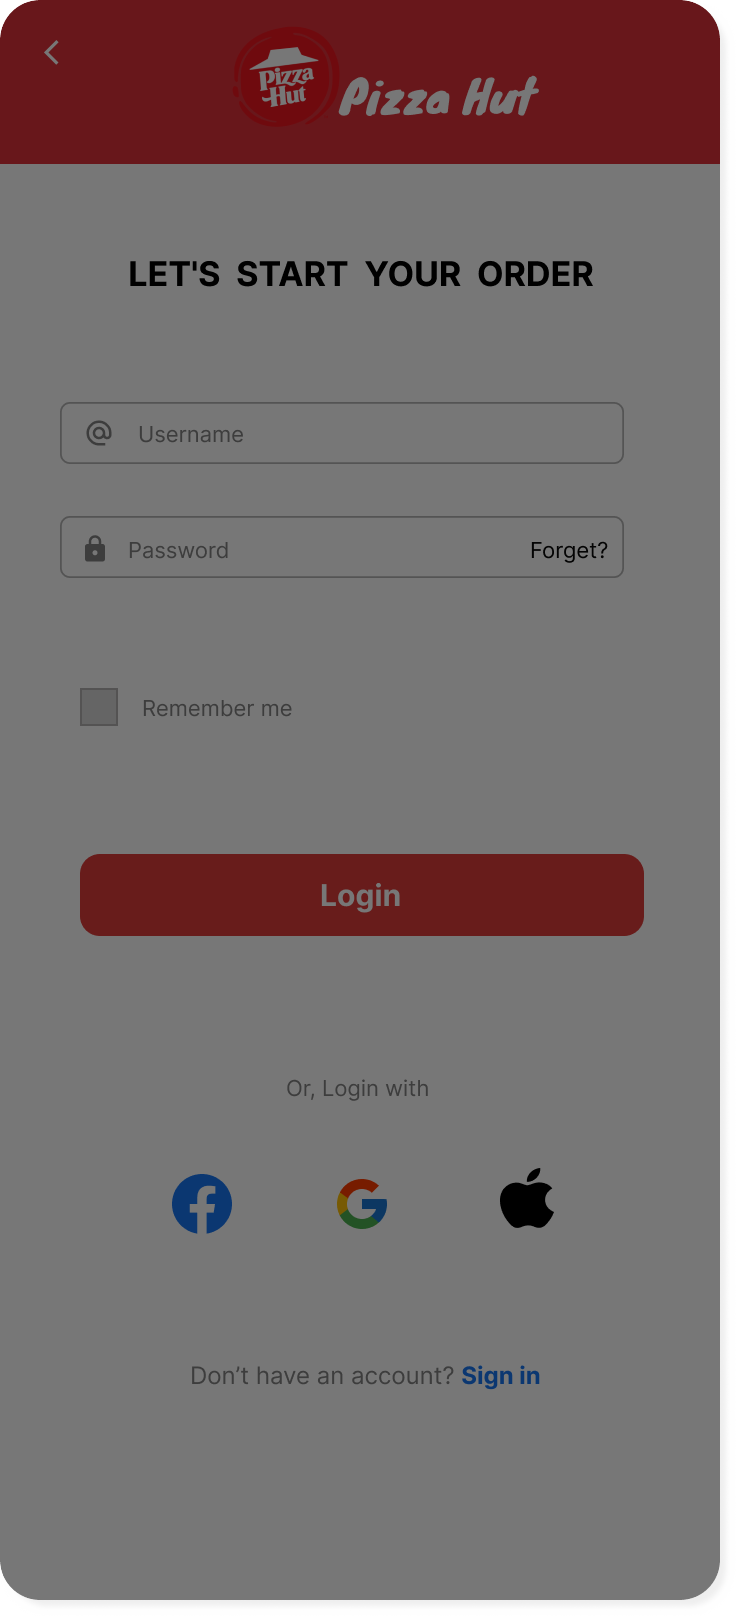 Pizza
Hut
Pizza Hut
LET'S START YOUR ORDER
Username
Password
Forget?
Remember me
Login
Or, Login with
Don’t have an account? Sign in